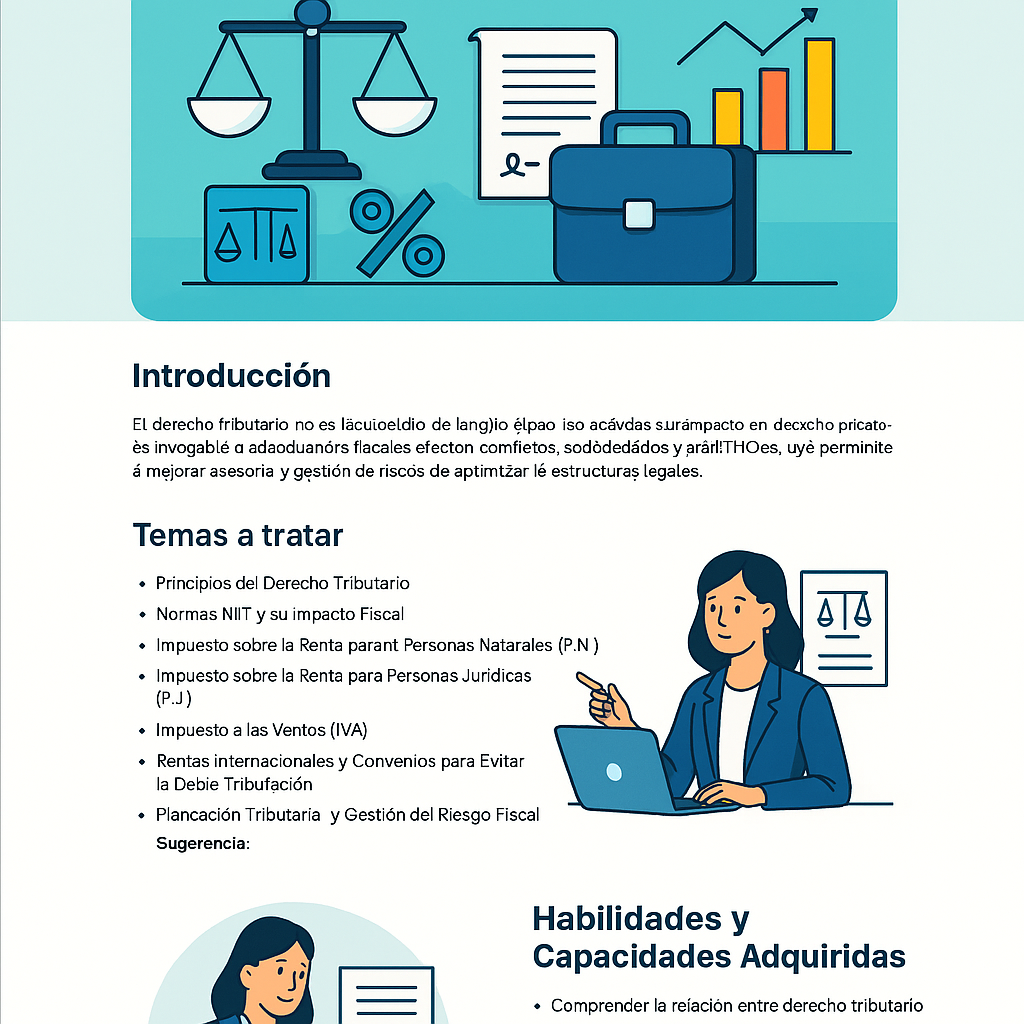 Introducción
El derecho fributario no es läcuioeldio de lang)io élpao iso acávdas surámpacto en decxcho pricato-
ès invogablé a adaoduanórs flacales efecton comfietos, sodòdedádos y parâl!THOes, uyè perminite
á mejorar asesoria y gęstión de riscos de aptimtžar lé estructuras legales.
Temas a tratar
• Principios del Derecho Tributario
• Normas NIIT y su impacto Fiscal
• Impuesto sobre la Renta parant Personas Natarales (P.N )
• Impuesto sobre la Renta para Personas Juridicas
(P.J )
• Impuesto a las Ventos (IVA)
• Rentas internacionales y Convenios para Evitar
la Debie Tribufación
• Plancación Tributaria y Gestión del Riesgo Fiscal
Sugerencia:
Habilidades y
Capacidades Adquiridas
• Comprender la relación entre derecho tributario